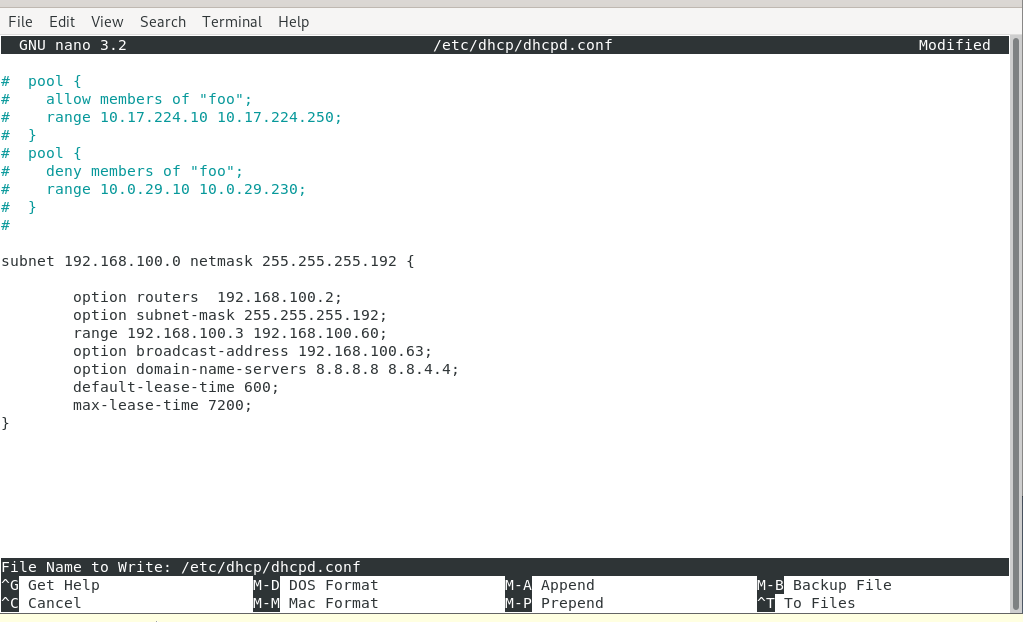 File Edit View Search Terminal Help
GNU nano 3.2 /etc/dhcp/dhcpd.conf Modified
#  pool {
#    allow members of "foo";
#    range 10.17.224.10 10.17.224.250;
#  }
#  pool {
#    deny members of "foo";
#    range 10.0.29.10 10.0.29.230;
#  }
#
subnet 192.168.100.0 netmask 255.255.255.192 {
        option routers  192.168.100.2;
        option subnet-mask 255.255.255.192;
        range 192.168.100.3 192.168.100.60;
        option broadcast-address 192.168.100.63;
        option domain-name-servers 8.8.8.8 8.8.4.4;
        default-lease-time 600;
        max-lease-time 7200;
}
File Name to Write: /etc/dhcp/dhcpd.conf
^G Get Help M-D DOS Format M-A Append M-B Backup File
^C Cancel M-M Mac Format M-P Prepend ^T To Files